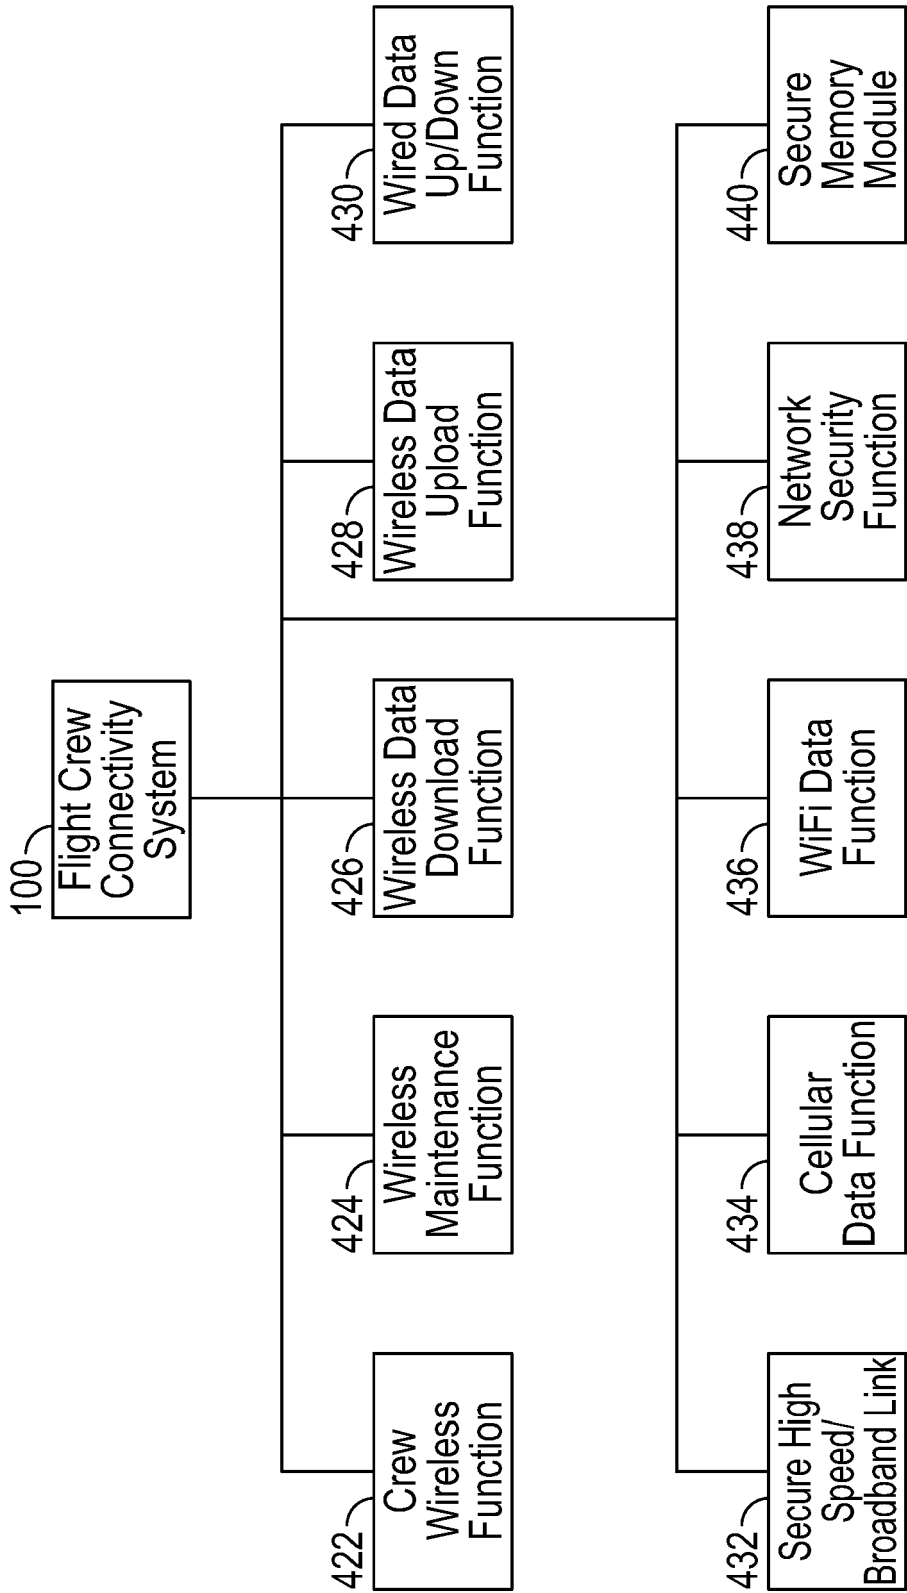 100
Flight Crew
Connectivity
System
422
Crew
Wireless
Function
424
Wireless
Maintenance
Function
426
Wireless Data
Download
Function
428
Wireless Data
Upload
Function
430
Wired Data
Up/Down
Function
432
Secure High
Speed/
Broadband Link
434
Cellular
Data Function
436
WiFi Data
Function
438
Network
Security
Function
440
Secure
Memory
Module